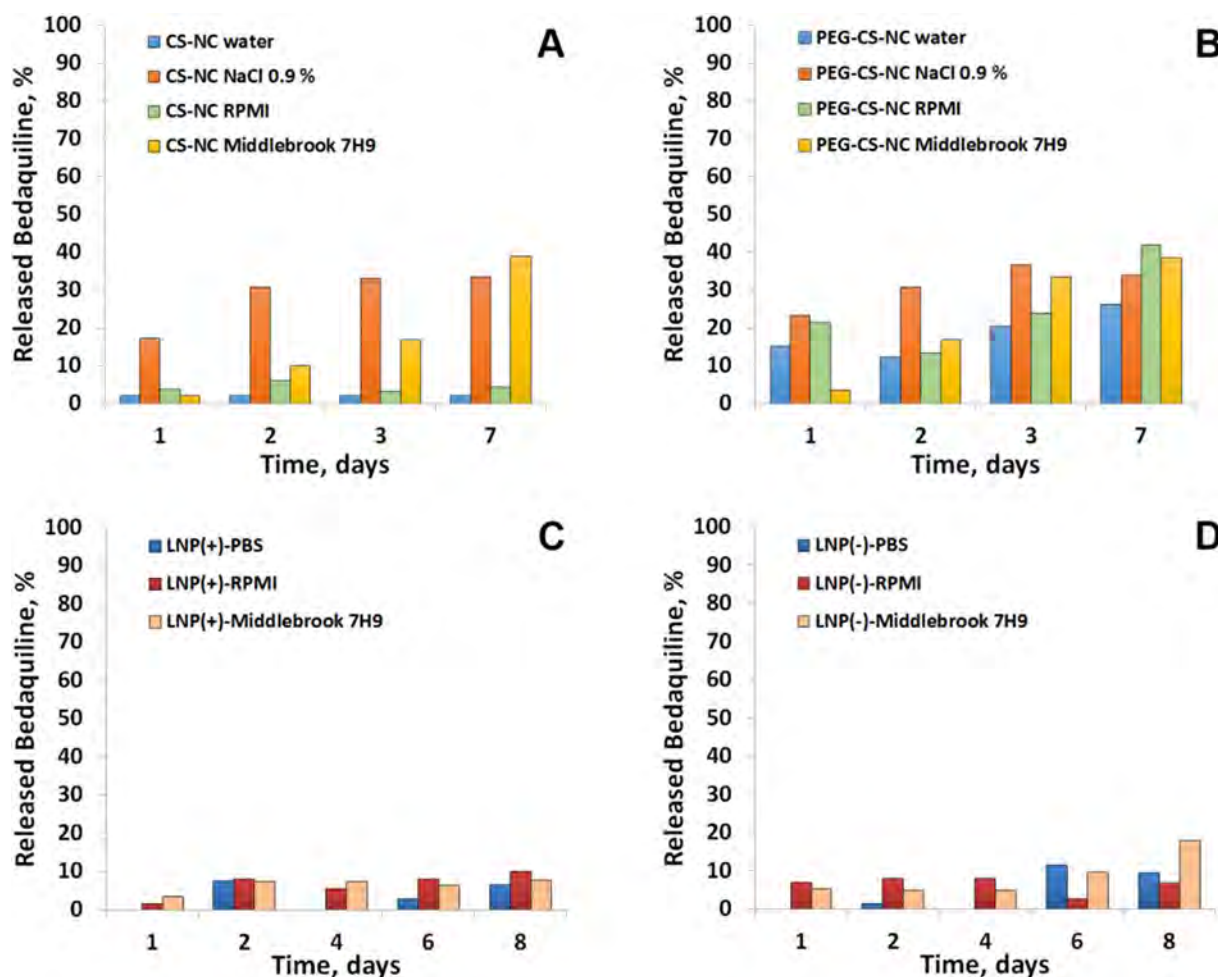 A
Released Bedaquiline, %
100
90
80
70
60
50
40
30
20
10
0
CS-NC water
CS-NC NaCl 0.9 %
CS-NC RPMI
CS-NC Middlebrook 7H9
1 2 3 7
Time, days
B
Released Bedaquiline, %
100
90
80
70
60
50
40
30
20
10
0
PEG-CS-NC water
PEG-CS-NC NaCl 0.9 %
PEG-CS-NC RPMI
PEG-CS-NC Middlebrook 7H9
1 2 3 7
Time, days
C
Released Bedaquiline, %
100
90
80
70
60
50
40
30
20
10
0
LNP(+)-PBS
LNP(+)-RPMI
LNP(+)-Middlebrook 7H9
1 2 4 6 8
Time, days
D
Released Bedaquiline, %
100
90
80
70
60
50
40
30
20
10
0
LNP(-)-PBS
LNP(-)-RPMI
LNP(-)-Middlebrook 7H9
1 2 4 6 8
Time, days